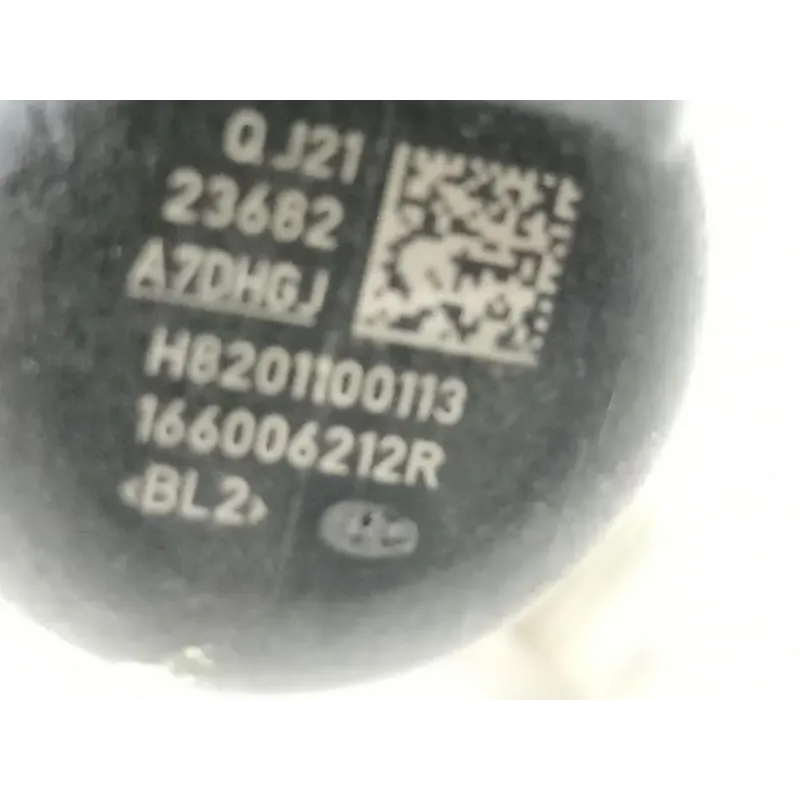 QJ21
23682
A7DHGJ
H8201100113
166006212R
<BL2>